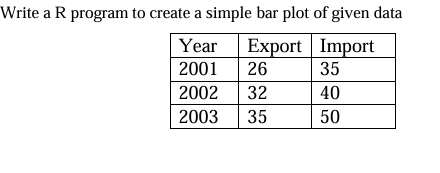 Write a R program to create a simple bar plot of given data
Year Export Import
2001 26 35
2002 32 40
2003 35 50